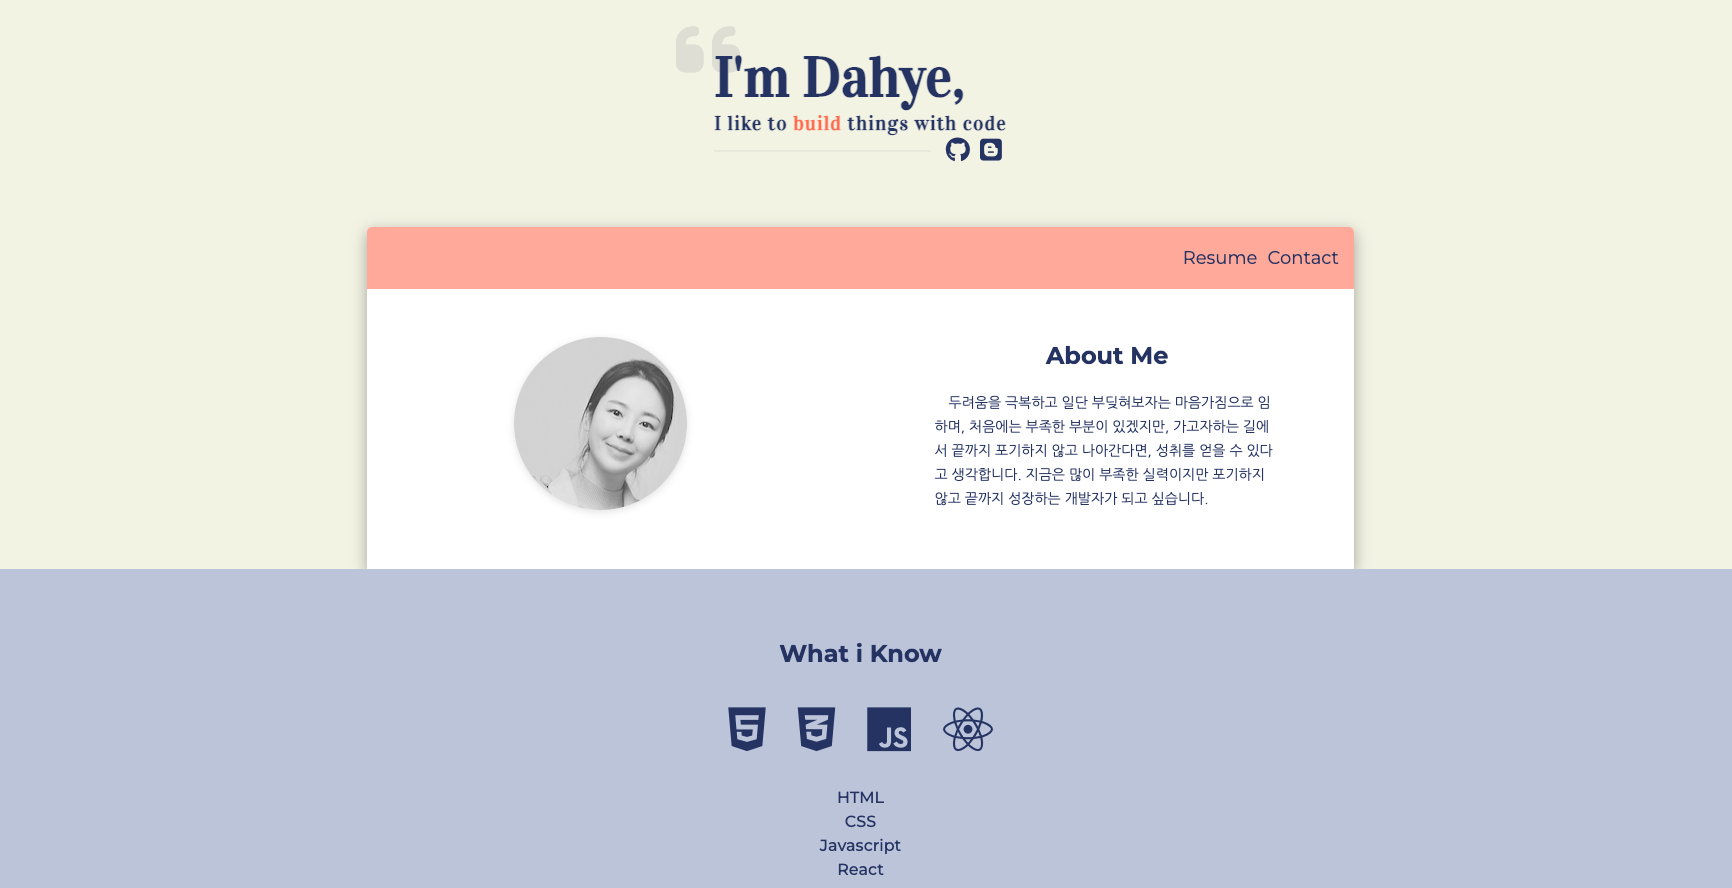 I'm Dahye,
I like to build things with code
Resume Contact
About Me
두려움을 극복하고 일단 부딪혀보자는 마음가짐으로 임
하며, 처음에는 부족한 부분이 있겠지만, 가고자하는 길에
서 끝까지 포기하지 않고 나아간다면, 성취를 얻을 수 있다
고 생각합니다. 지금은 많이 부족한 실력이지만 포기하지
않고 끝까지 성장하는 개발자가 되고 싶습니다.
What i Know
5 3 JS
HTML
CSS
Javascript
React